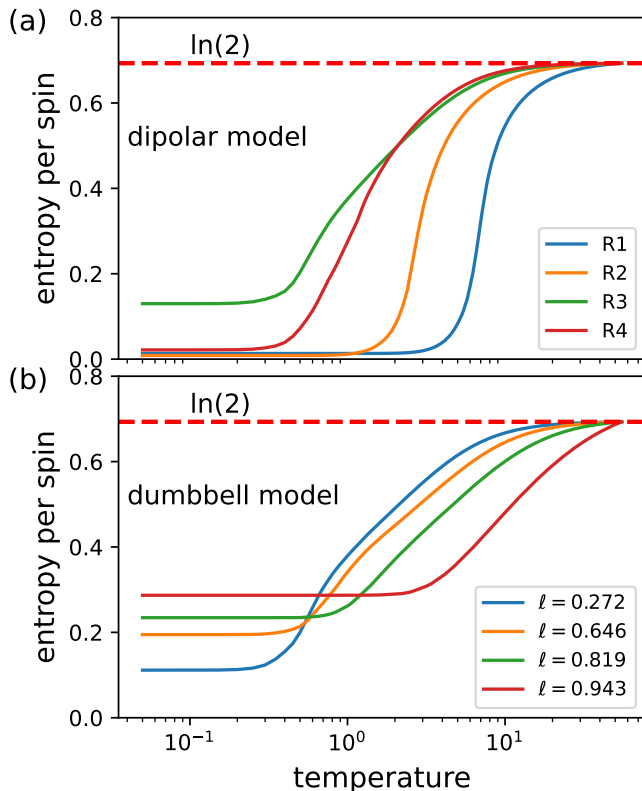 (a)
0.8
ln(2)
0.6
dipolar model
0.4
0.2
0.0
entropy per spin
R1
R2
R3
R4
(b)
0.8
ln(2)
0.6
dumbbell model
0.4
0.2
0.0
entropy per spin
ℓ = 0.272
ℓ = 0.646
ℓ = 0.819
ℓ = 0.943
10⁻¹ 10⁰ 10¹
temperature